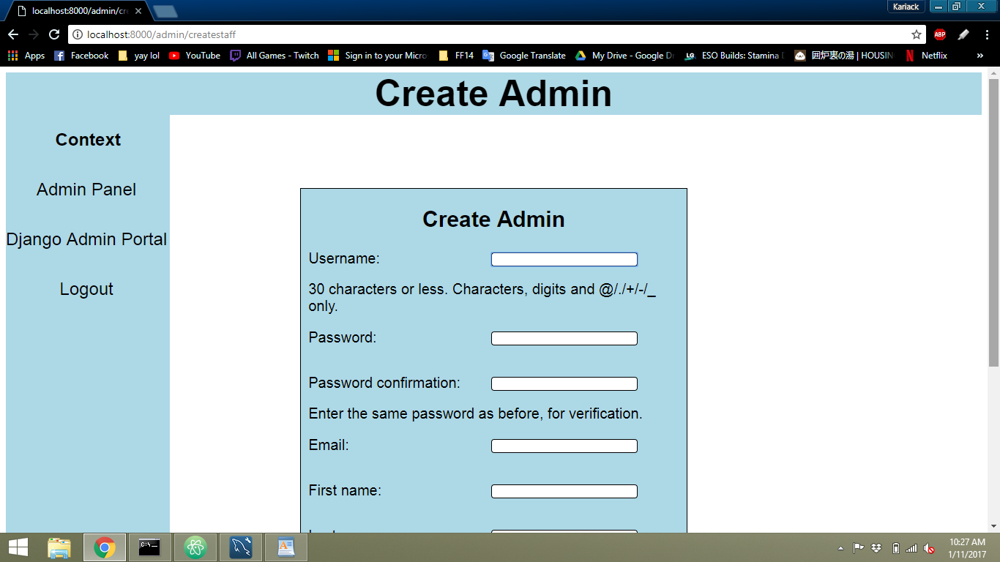 localhost:8000/admin/cre
Kariack
localhost:8000/admin/createstaff
ABP
Apps Facebook yay lol YouTube All Games - Twitch Sign in to your Micro FF14 Google Translate My Drive - Google Dr LG ESO Builds: Stamina D 囲炉裏の湯 | HOUSIN Netflix »
Create Admin
Context
Admin Panel
Django Admin Portal
Logout
Create Admin
Username:
30 characters or less. Characters, digits and @/./+/-/_
only.
Password:
Password confirmation:
Enter the same password as before, for verification.
Email:
First name:
10:27 AM
1/11/2017